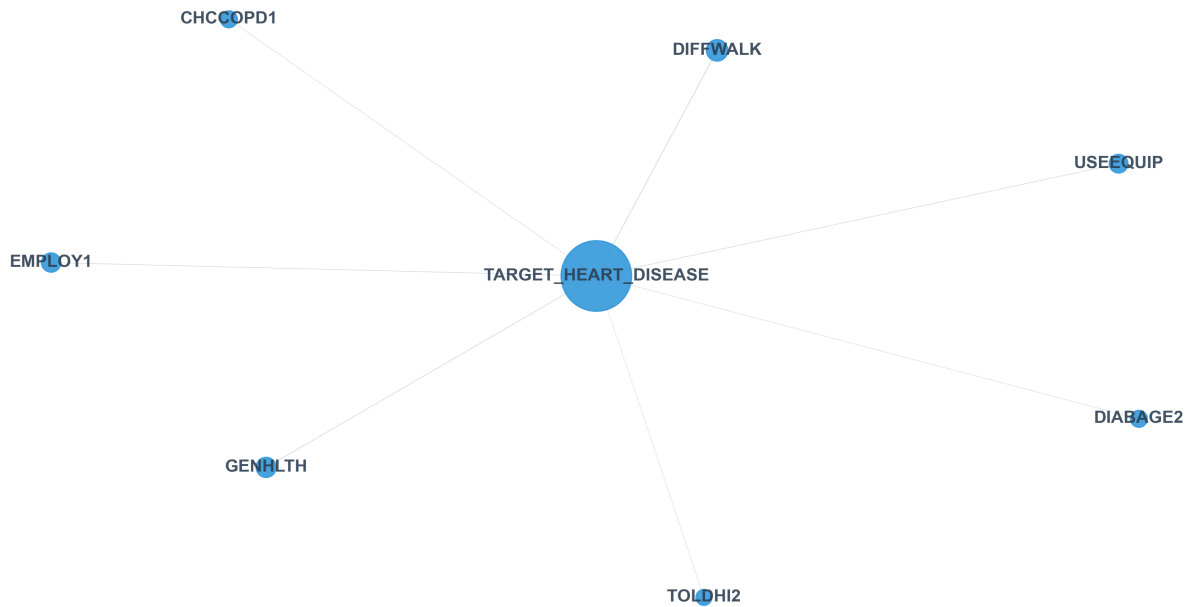 CHCCOPD1
DIFFWALK
USEEQUIP
EMPLOY1
TARGET_HEART_DISEASE
DIABAGE2
GENHLTH
TOLDHI2